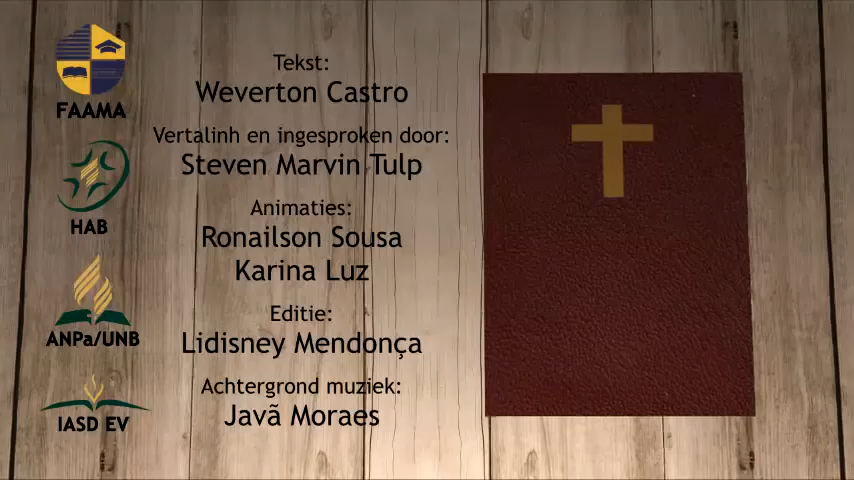 FAAMA
HAB
ANPa/UNB
IASD EV
Tekst:
Weverton Castro
Vertalinh en ingesproken door:
Steven Marvin Tulp
Animaties:
Ronailson Sousa
Karina Luz
Editie:
Lidisney Mendonça
Achtergrond muziek:
Javã Moraes